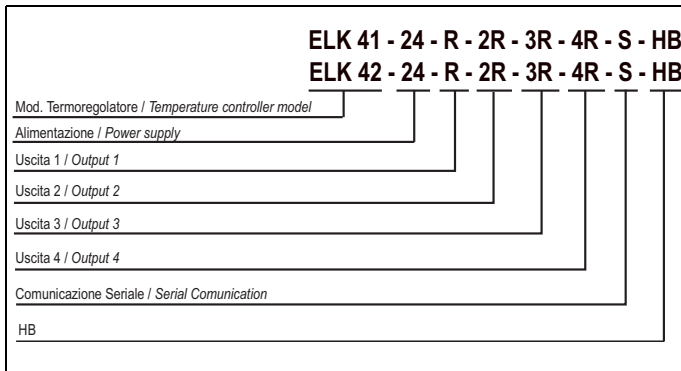 ELK 41 - 24 - R - 2R - 3R - 4R - S - HB
ELK 42 - 24 - R - 2R - 3R - 4R - S - HB
Mod. Termoregolatore / Temperature controller model
Alimentazione / Power supply
Uscita 1 / Output 1
Uscita 2 / Output 2
Uscita 3 / Output 3
Uscita 4 / Output 4
Comunicazione Seriale / Serial Comunication
HB